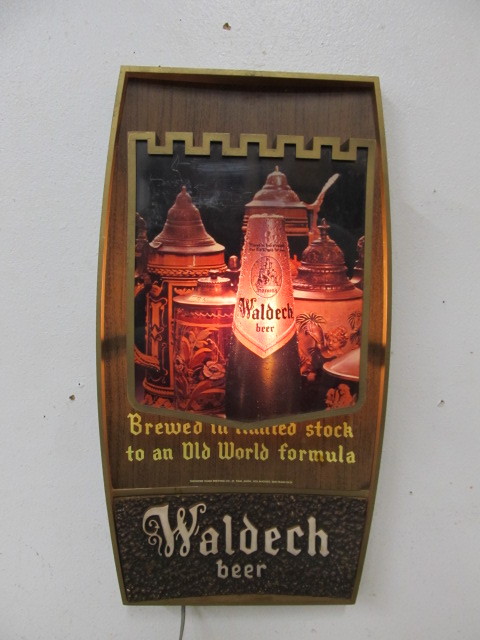 Waldech
beer
Brewed in limited stock
to an Old World formula
Waldech
beer